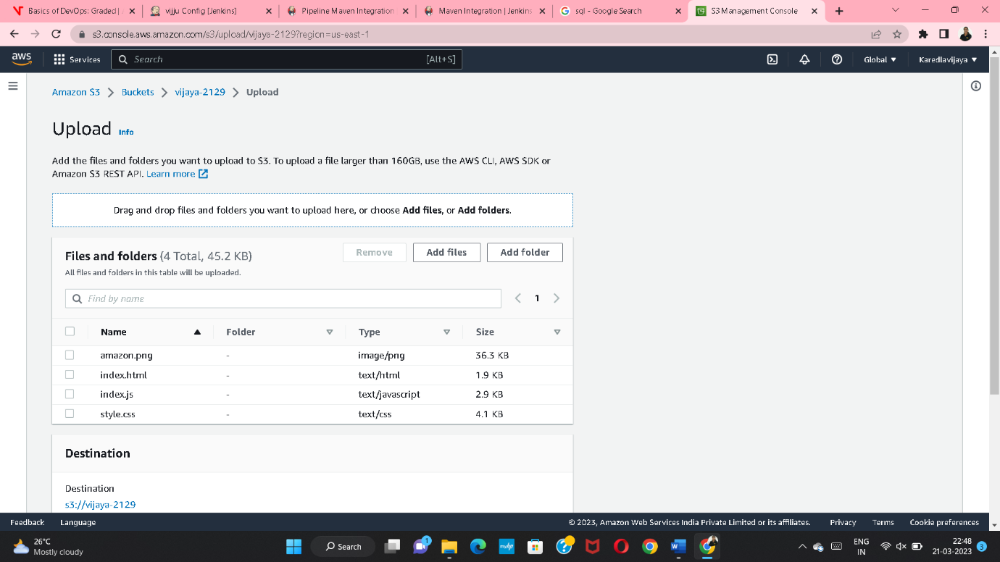 Basics of DevOps: Graded | A
vijju Config [Jenkins]
Pipeline Maven Integration
Maven Integration | Jenkins
sql - Google Search
S3 Management Console
s3.console.aws.amazon.com/s3/upload/vijaya-2129?region=us-east-1
aws
Services
Search
[Alt+S]
Global
Karedlavijaya
Amazon S3
Buckets
vijaya-2129
Upload
Upload Info
Add the files and folders you want to upload to S3. To upload a file larger than 160GB, use the AWS CLI, AWS SDK or
Amazon S3 REST API. Learn more
Drag and drop files and folders you want to upload here, or choose Add files, or Add folders.
Files and folders (4 Total, 45.2 KB)
Remove
Add files
Add folder
All files and folders in this table will be uploaded.
Find by name
1
Name Folder Type Size
amazon.png - image/png 36.3 KB
index.html - text/html 1.9 KB
index.js - text/javascript 2.9 KB
style.css - text/css 4.1 KB
Destination
Destination
s3://vijaya-2129
Feedback
Language
© 2023, Amazon Web Services India Private Limited or its affiliates.
Privacy
Terms
Cookie preferences
26°C
Mostly cloudy
Search
1
myhp
ENG
IN
22:48
21-03-2023
3